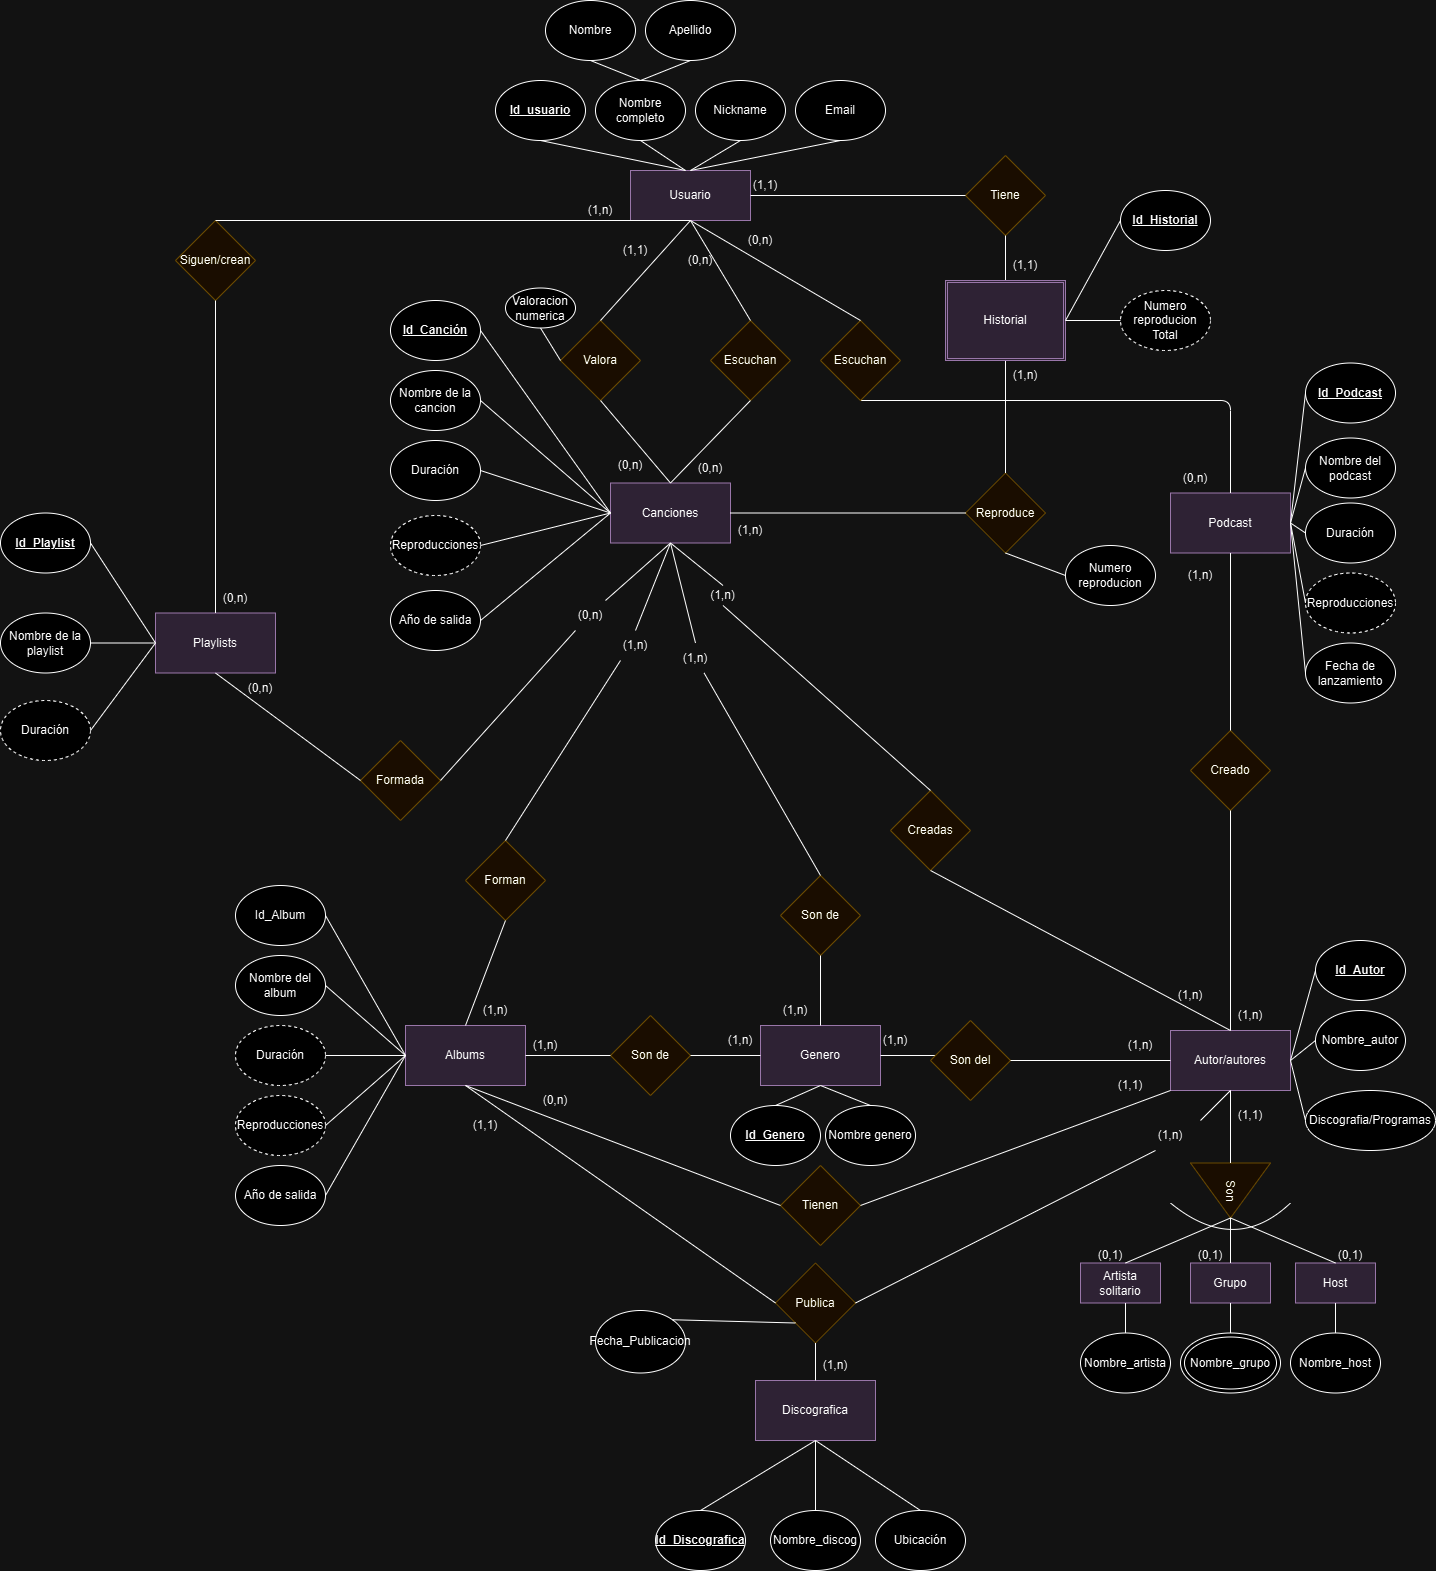 Nombre
Apellido
Id_usuario
Nombre
completo
Nickname
Email
Usuario
(1,1)
Tiene
(1,n)
Siguen/crean
(1,1)
(0,n)
(0,n)
(1,1)
Id_Historial
Valoracion
numerica
Numero
reproducion
Total
Historial
Id_Canción
Valora
Escuchan
Escuchan
(1,n)
Nombre de la
cancion
Id_Podcast
Duración
(0,n)
(0,n)
Nombre del
podcast
(0,n)
Canciones
(1,n)
Reproduce
Podcast
Duración
Id_Playlist
Reproducciones
Numero
reproducion
(1,n)
Reproducciones
(0,n)
Año de salida
(0,n)
(1,n)
(1,n)
(1,n)
Nombre de la
playlist
Playlists
Fecha de
lanzamiento
(0,n)
Duración
Formada
Creado
Creadas
Forman
Son de
Id_Album
Nombre del
album
Id_Autor
(1,n)
(1,n)
(1,n)
(1,n)
Duración
Albums
(1,n)
Son de
(1,n)
Genero
(1,n)
Son del
(1,n)
Autor/autores
Nombre_autor
(0,n)
(1,1)
Reproducciones
(1,1)
Id_Genero
Nombre genero
(1,n)
(1,1)
Discografia/Programas
Año de salida
Tienen
Son
(0,1)
(0,1)
(0,1)
Artista
solitario
Grupo
Host
Publica
Fecha_Publicacion
(1,n)
Nombre_artista
Nombre_grupo
Nombre_host
Discografica
Id_Discografica
Nombre_discog
Ubicación